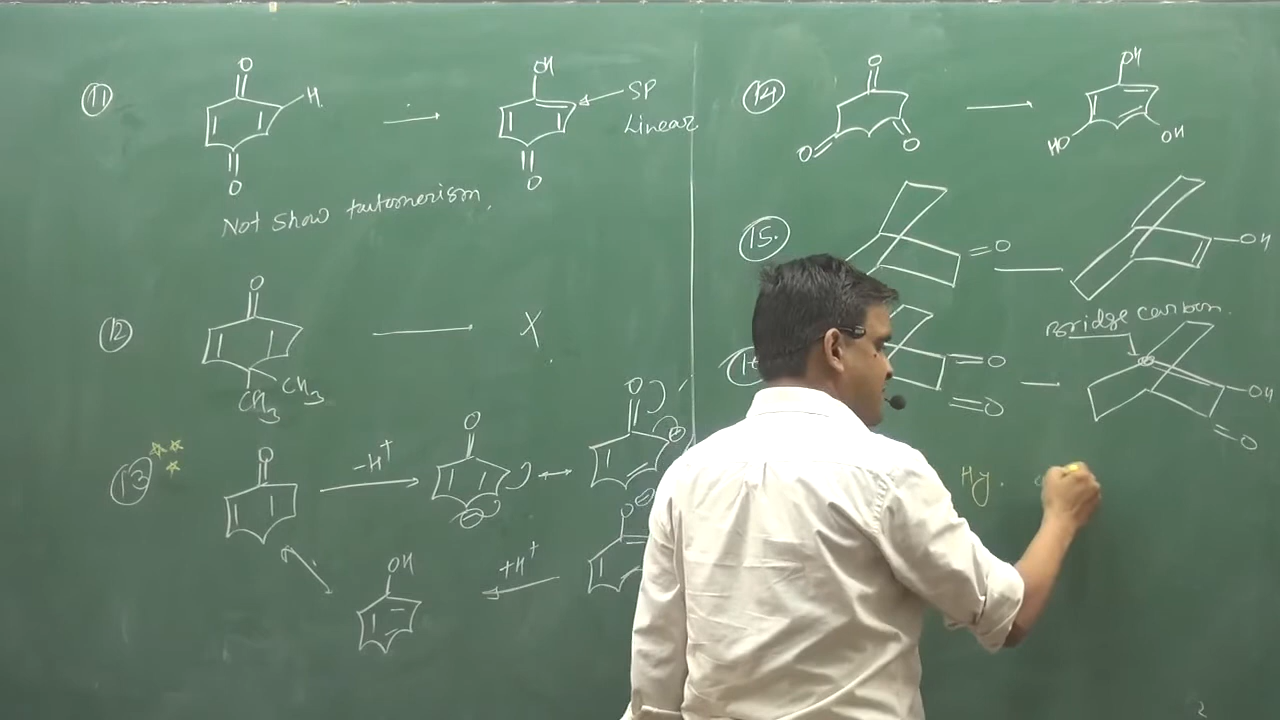 11
O
H
OH
SP
Linear
O
O
Not Show tautomerism,
12
O
X
CH3 CH3
13
O
-H+
O
⊖
O
⊖
O ⊖
+H+
OH
14
O
O
O
OH
HO
OH
15.
=O
OH
Bridge carbon.
=O
=O
OH
=O
Hy.